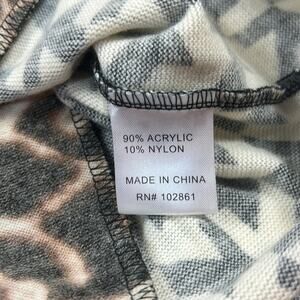 90% ACRYLIC
10% NYLON
MADE IN CHINA
RN# 102861